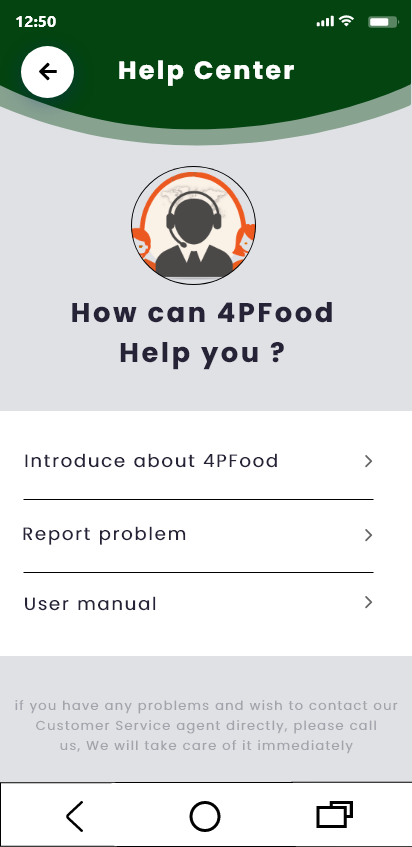 12:50
Help Center
How can 4PFood
Help you ?
Introduce about 4PFood
Report problem
User manual
if you have any problems and wish to contact our
Customer Service agent directly, please call
us, We will take care of it immediately